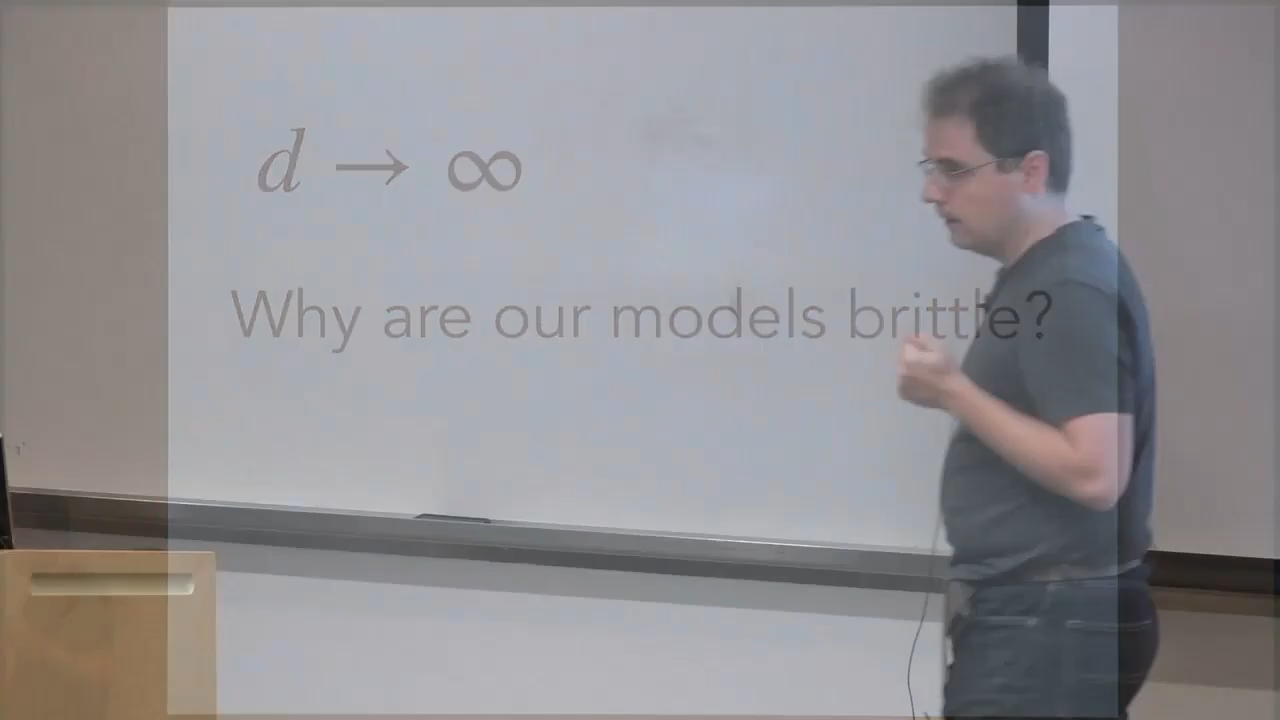 d → ∞
Why are our models brittle?